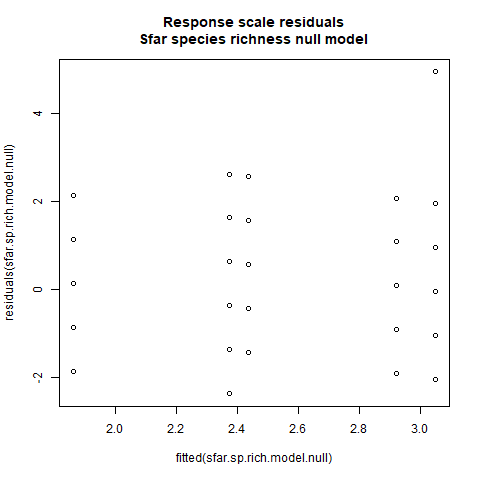 Response scale residuals
Sfar species richness null model
residuals(sfar.sp.rich.model.null)
4
2
0
-2
2.0
2.2
2.4
2.6
2.8
3.0
fitted(sfar.sp.rich.model.null)